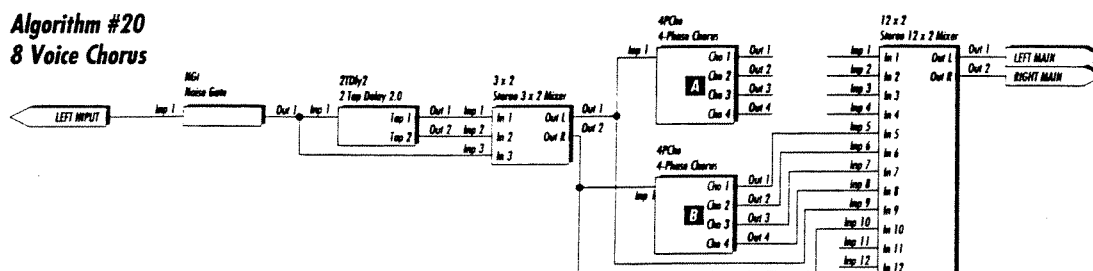 Algorithm #20
8 Voice Chorus
LEFT INPUT
Inp 1
NGt
Noise Gate
Out 1
Inp 1
2TDly2
2 Tap Delay 2.0
Tap 1
Tap 2
Out 1
Out 2
Inp 1
Inp 2
Inp 3
3 x 2
Stereo 3 x 2 Mixer
In 1
In 2
In 3
Out L
Out R
Out 1
Out 2
Inp 1
4PCho
4-Phase Chorus
A
Cho 1
Cho 2
Cho 3
Cho 4
Out 1
Out 2
Out 3
Out 4
Inp 1
4PCho
4-Phase Chorus
B
Cho 1
Cho 2
Cho 3
Cho 4
Out 1
Out 2
Out 3
Out 4
Inp 1
Inp 2
Inp 3
Inp 4
Inp 5
Inp 6
Inp 7
Inp 8
Inp 9
Inp 10
Inp 11
Inp 12
12 x 2
Stereo 12 x 2 Mixer
In 1
In 2
In 3
In 4
In 5
In 6
In 7
In 8
In 9
In 10
In 11
In 12
Out L
Out R
Out 1
Out 2
LEFT MAIN
RIGHT MAIN